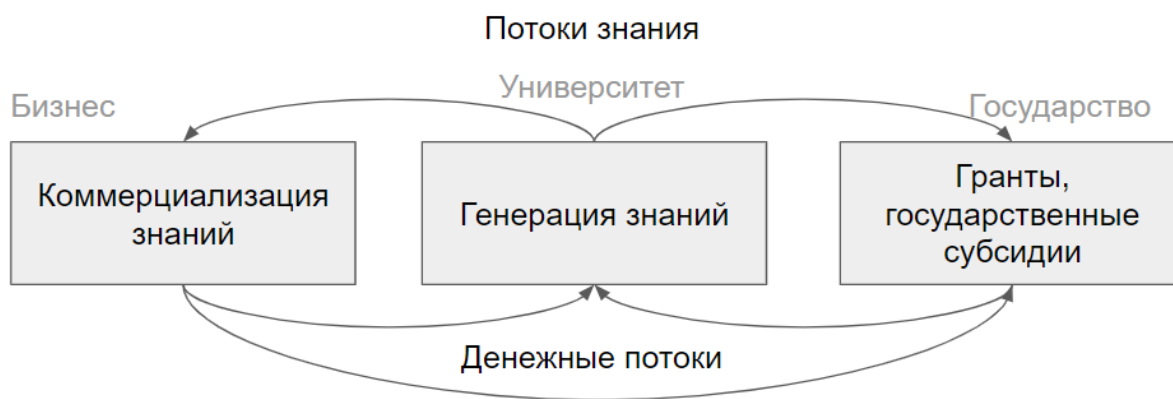 Потоки знания
Бизнес
Университет
Государство
Коммерциализация
знаний
Генерация знаний
Гранты,
государственные
субсидии
Денежные потоки